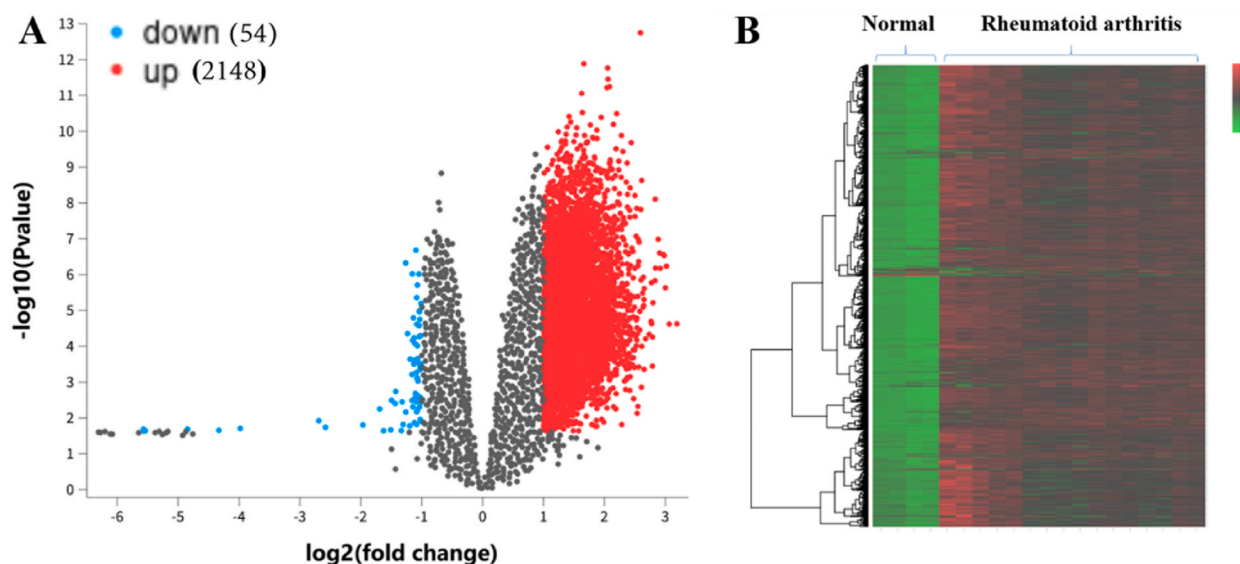 A
down (54)
up (2148)
13
12
11
10
9
8
7
6
5
4
3
2
1
0
-log10(Pvalue)
-6 -5 -4 -3 -2 -1 0 1 2 3
log2(fold change)
B
Normal Rheumatoid arthritis